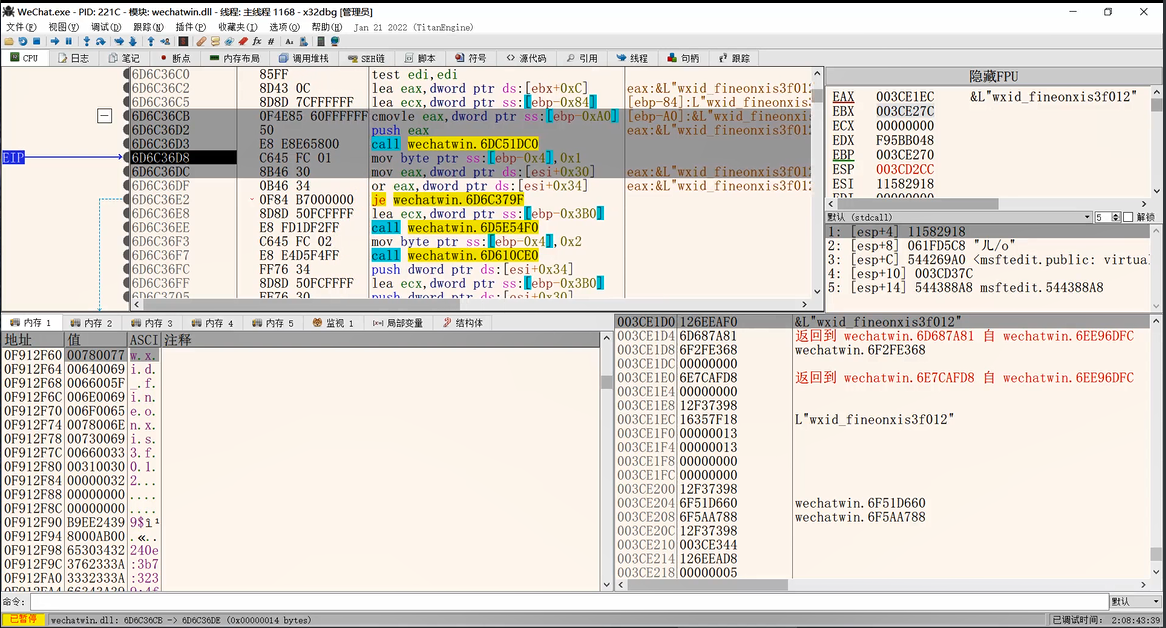 WeChat.exe - PID: 221C - 模块: wechatwin.dll - 线程: 主线程 1168 - x32dbg [管理员]
文件(F) 视图(V) 调试(D) 跟踪(N) 插件(P) 收藏夹(I) 选项(O) 帮助(H) Jan 21 2022 (TitanEngine)
CPU 日志 笔记 断点 内存布局 调用堆栈 SEH链 脚本 符号 源代码 引用 线程 句柄 跟踪
EIP
6D6C36C0 85FF test edi,edi
6D6C36C2 8D43 0C lea eax,dword ptr ds:[ebx+0xC] eax:&L"wxid_fineonxis3f012
6D6C36C5 8D8D 7CFFFFFF lea ecx,dword ptr ss:[ebp-0x84] [ebp-84]:L"wxid_fineonxis3f
6D6C36CB 0F4E85 60FFFFFF cmovle eax,dword ptr ss:[ebp-0xA0] [ebp-A0]:&L"wxid_fineonxis3
6D6C36D2 50 push eax eax:&L"wxid_fineonxis3f012
6D6C36D3 E8 E8E65800 call wechatwin.6DC51DC0
6D6C36D8 C645 FC 01 mov byte ptr ss:[ebp-0x4],0x1
6D6C36DC 8B46 30 mov eax,dword ptr ds:[esi+0x30] eax:&L"wxid_fineonxis3f012
6D6C36DF 0B46 34 or eax,dword ptr ds:[esi+0x34] eax:&L"wxid_fineonxis3f012
6D6C36E2 0F84 B7000000 je wechatwin.6D6C379F
6D6C36E8 8D8D 50FCFFFF lea ecx,dword ptr ss:[ebp-0x3B0]
6D6C36EE E8 FD1DF2FF call wechatwin.6D5E54F0
6D6C36F3 C645 FC 02 mov byte ptr ss:[ebp-0x4],0x2
6D6C36F7 E8 E4D5F4FF call wechatwin.6D610CE0
6D6C36FC FF76 34 push dword ptr ds:[esi+0x34]
6D6C36FF 8D8D 50FCFFFF lea ecx,dword ptr ss:[ebp-0x3B0]
6D6C3705 FF76 30 push dword ptr ds:[esi+0x30]
隐藏FPU
EAX 003CE1EC &L"wxid_fineonxis3f012"
EBX 003CE27C
ECX 00000000
EDX F95BB048
EBP 003CE270
ESP 003CD2CC
ESI 11582918
EDI 00000000
默认 (stdcall) 5 解锁
1: [esp+4] 11582918
2: [esp+8] 061FD5C8 "儿/o"
3: [esp+C] 544269A0 <msftedit.public: virtua
4: [esp+10] 003CD37C
5: [esp+14] 544388A8 msftedit.544388A8
内存 1 内存 2 内存 3 内存 4 内存 5 监视 1 局部变量 结构体
地址 值 ASCI 注释
0F912F60 00780077 w.x.
0F912F64 00640069 i.d.
0F912F68 0066005F _.f.
0F912F6C 006E0069 i.n.
0F912F70 006F0065 e.o.
0F912F74 0078006E n.x.
0F912F78 00730069 i.s.
0F912F7C 00660033 3.f.
0F912F80 00310030 0.1.
0F912F84 00000032 2...
0F912F88 00000000 ....
0F912F8C 00000000 ....
0F912F90 B9EE2439 9$î¹
0F912F94 8000AB00 .«..
0F912F98 65303432 240e
0F912F9C 3762333A :3b7
0F912FA0 3332333A :323
003CE1D0 126EEAF0 &L"wxid_fineonxis3f012"
003CE1D4 6D687A81 返回到 wechatwin.6D687A81 自 wechatwin.6EE96DFC
003CE1D8 6F2FE368 wechatwin.6F2FE368
003CE1DC 00000000
003CE1E0 6E7CAFD8 返回到 wechatwin.6E7CAFD8 自 wechatwin.6EE96DFC
003CE1E4 00000000
003CE1E8 12F37398
003CE1EC 16357F18 L"wxid_fineonxis3f012"
003CE1F0 00000013
003CE1F4 00000013
003CE1F8 00000000
003CE1FC 00000000
003CE200 12F37398
003CE204 6F51D660 wechatwin.6F51D660
003CE208 6F5AA788 wechatwin.6F5AA788
003CE20C 12F37398
003CE210 003CE344
003CE214 126EEAD8
003CE218 00000005
命令: 默认
已暂停 wechatwin.dll: 6D6C36CB -> 6D6C36DE (0x00000014 bytes) 已调试时间: 2:08:43:39